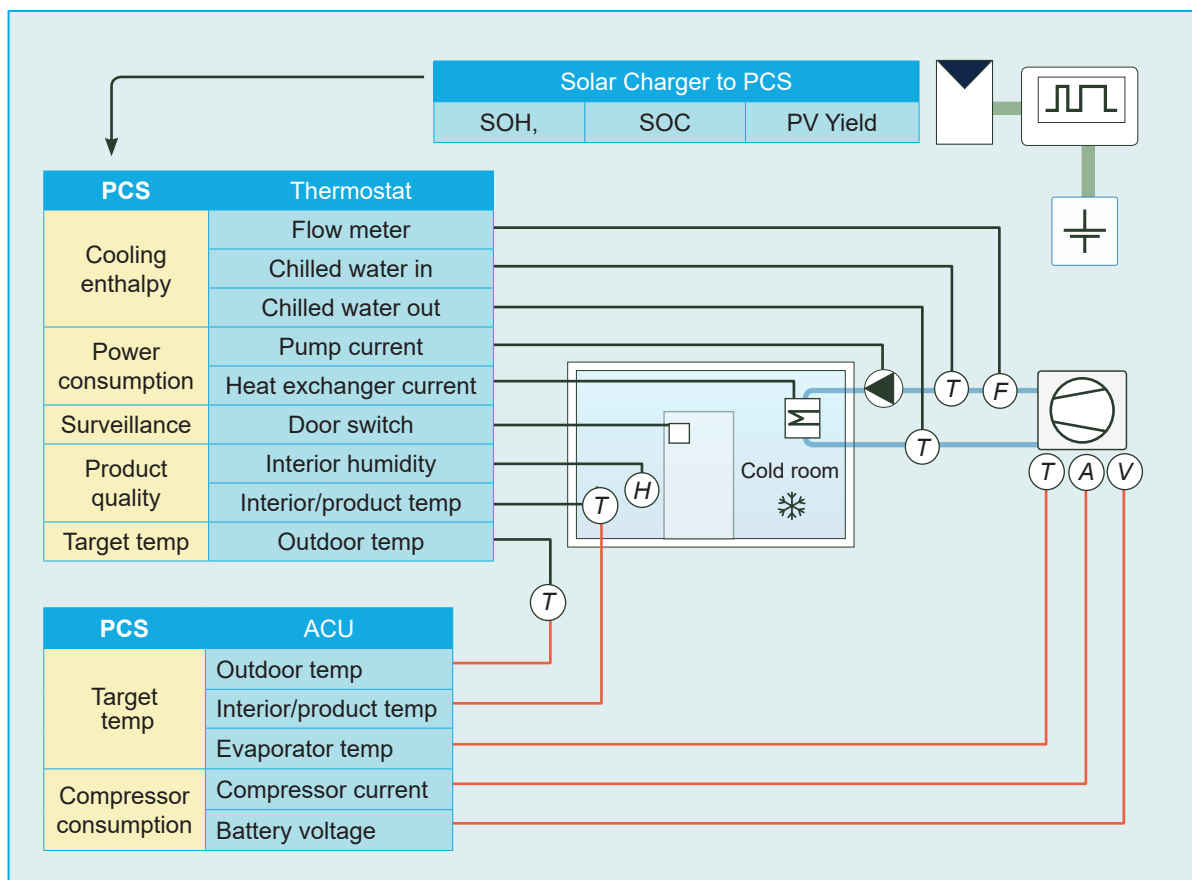 Solar Charger to PCS
SOH, SOC PV Yield
PCS Thermostat
Cooling
enthalpy
Flow meter
Chilled water in
Chilled water out
Power
consumption
Pump current
Heat exchanger current
Surveillance Door switch
Product
quality
Interior humidity
Interior/product temp
Target temp Outdoor temp
T F
T
Cold room
H
T
T A V
T
PCS ACU
Target
temp
Outdoor temp
Interior/product temp
Evaporator temp
Compressor
consumption
Compressor current
Battery voltage